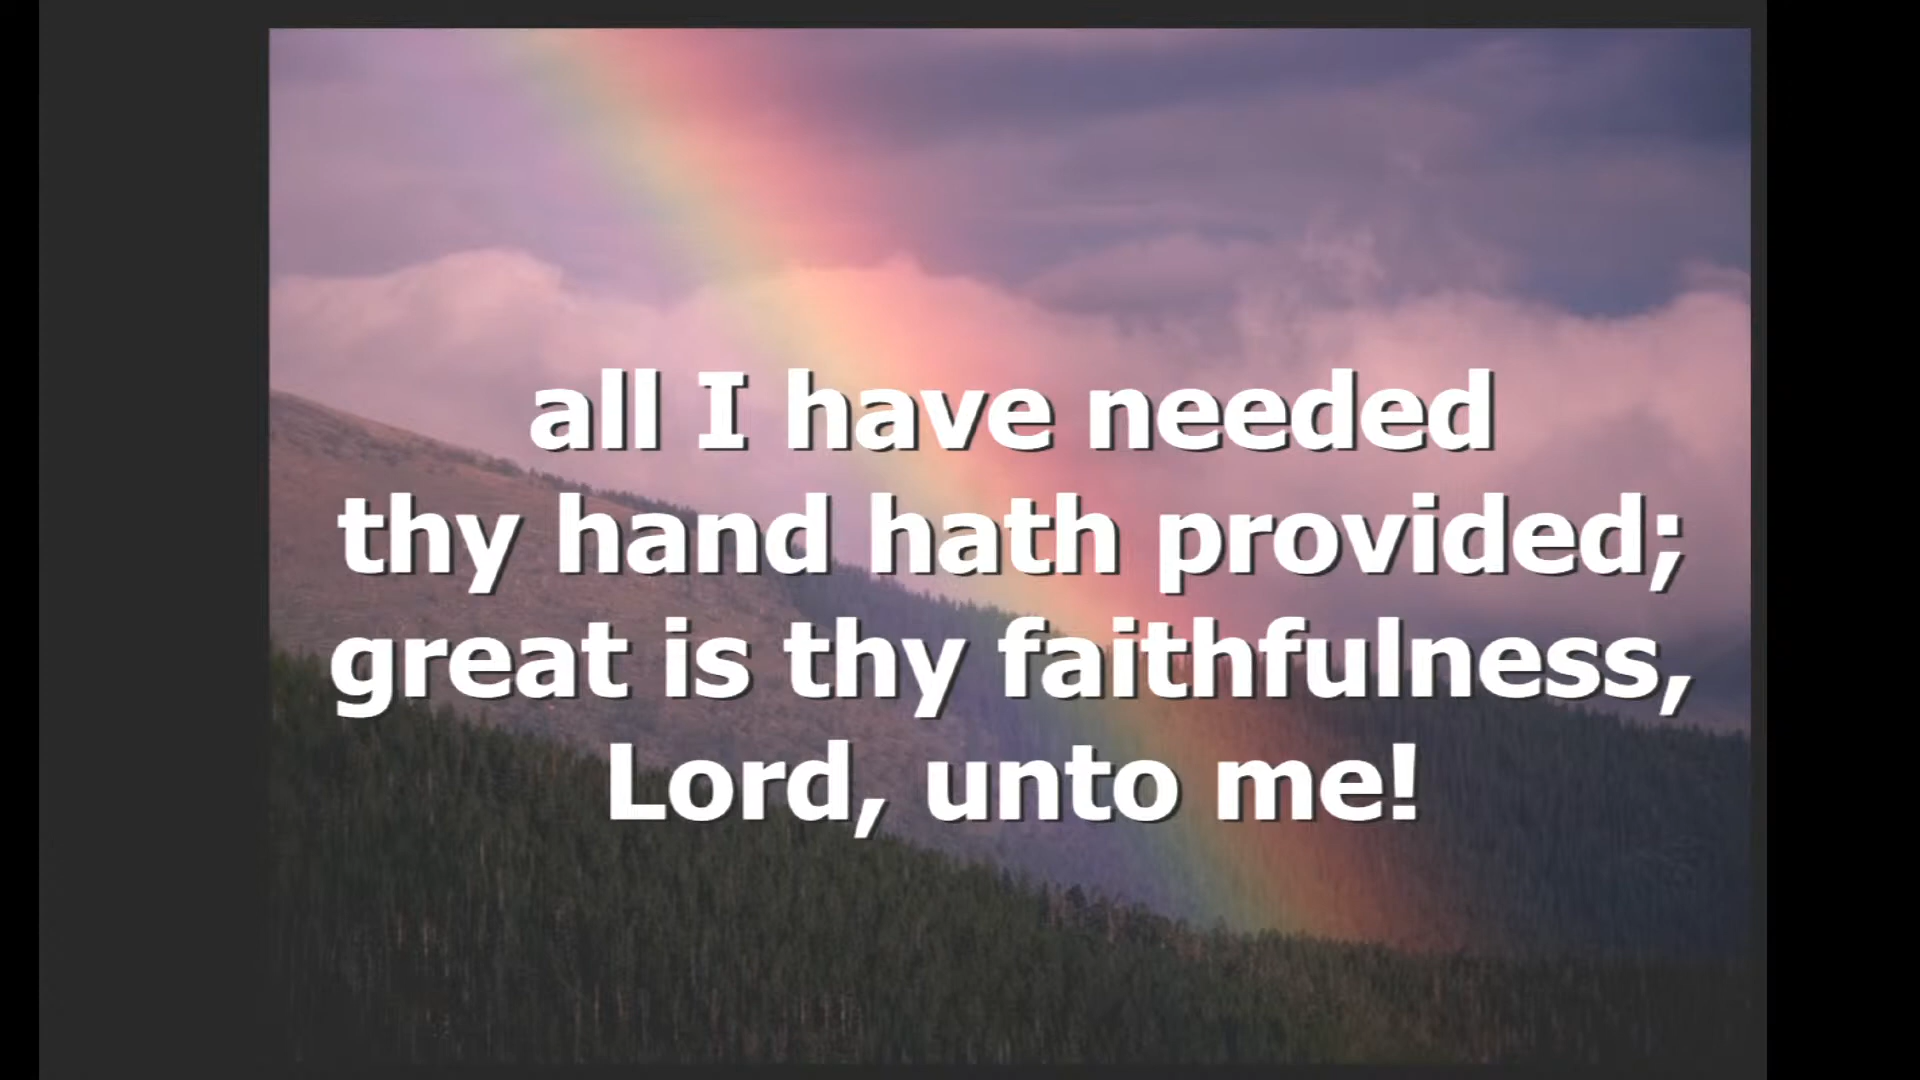 all I have needed
thy hand hath provided;
great is thy faithfulness,
Lord, unto me!